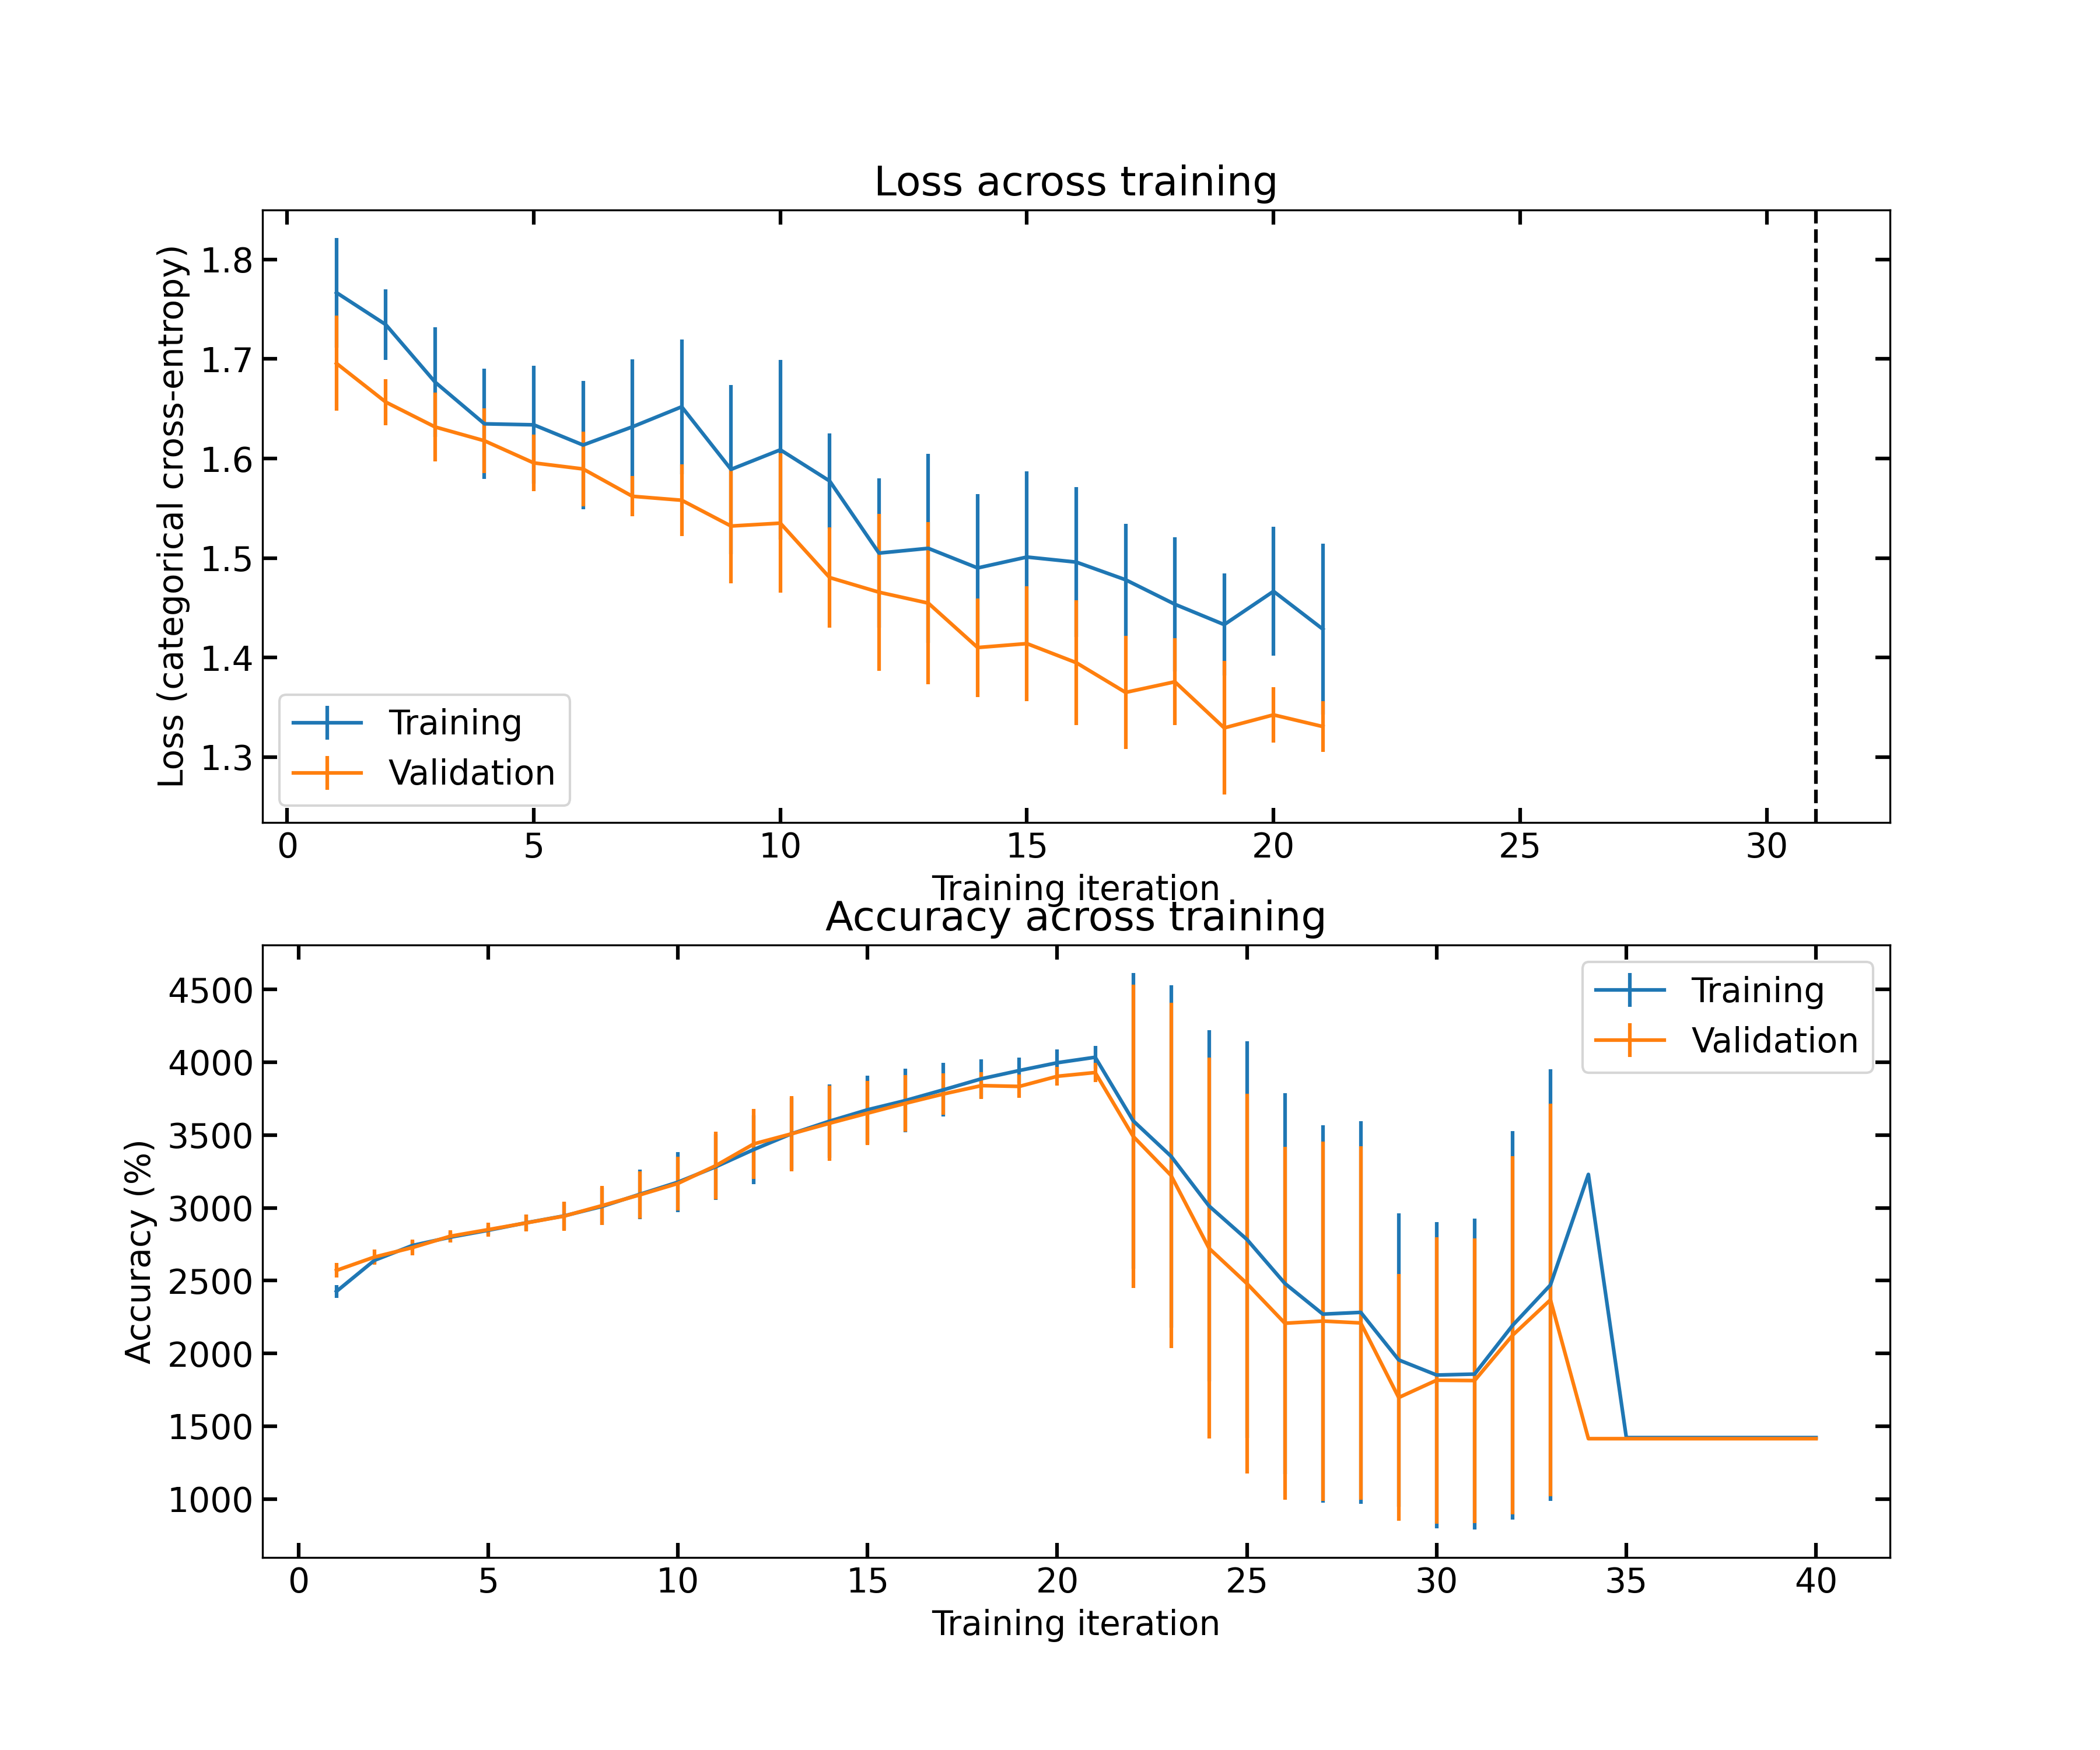 Loss across training
Loss (categorical cross-entropy)
1.8
1.7
1.6
1.5
1.4
1.3
Training
Validation
0 5 10 15 20 25 30
Training iteration
Accuracy across training
Accuracy (%)
4500
4000
3500
3000
2500
2000
1500
1000
Training
Validation
0 5 10 15 20 25 30 35 40
Training iteration